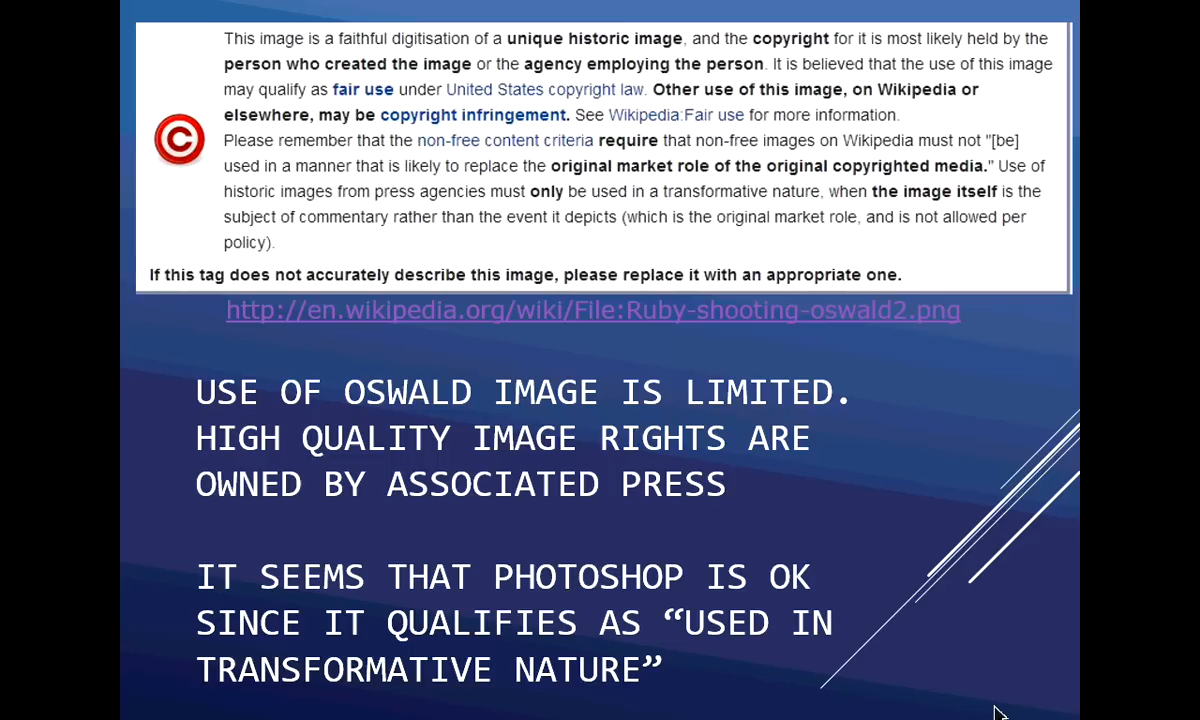 This image is a faithful digitisation of a unique historic image, and the copyright for it is most likely held by the
person who created the image or the agency employing the person. It is believed that the use of this image
may qualify as fair use under United States copyright law. Other use of this image, on Wikipedia or
elsewhere, may be copyright infringement. See Wikipedia:Fair use for more information.
Please remember that the non-free content criteria require that non-free images on Wikipedia must not "[be]
used in a manner that is likely to replace the original market role of the original copyrighted media." Use of
historic images from press agencies must only be used in a transformative nature, when the image itself is the
subject of commentary rather than the event it depicts (which is the original market role, and is not allowed per
policy).
If this tag does not accurately describe this image, please replace it with an appropriate one.
http://en.wikipedia.org/wiki/File:Ruby-shooting-oswald2.png
USE OF OSWALD IMAGE IS LIMITED.
HIGH QUALITY IMAGE RIGHTS ARE
OWNED BY ASSOCIATED PRESS
IT SEEMS THAT PHOTOSHOP IS OK
SINCE IT QUALIFIES AS “USED IN
TRANSFORMATIVE NATURE”